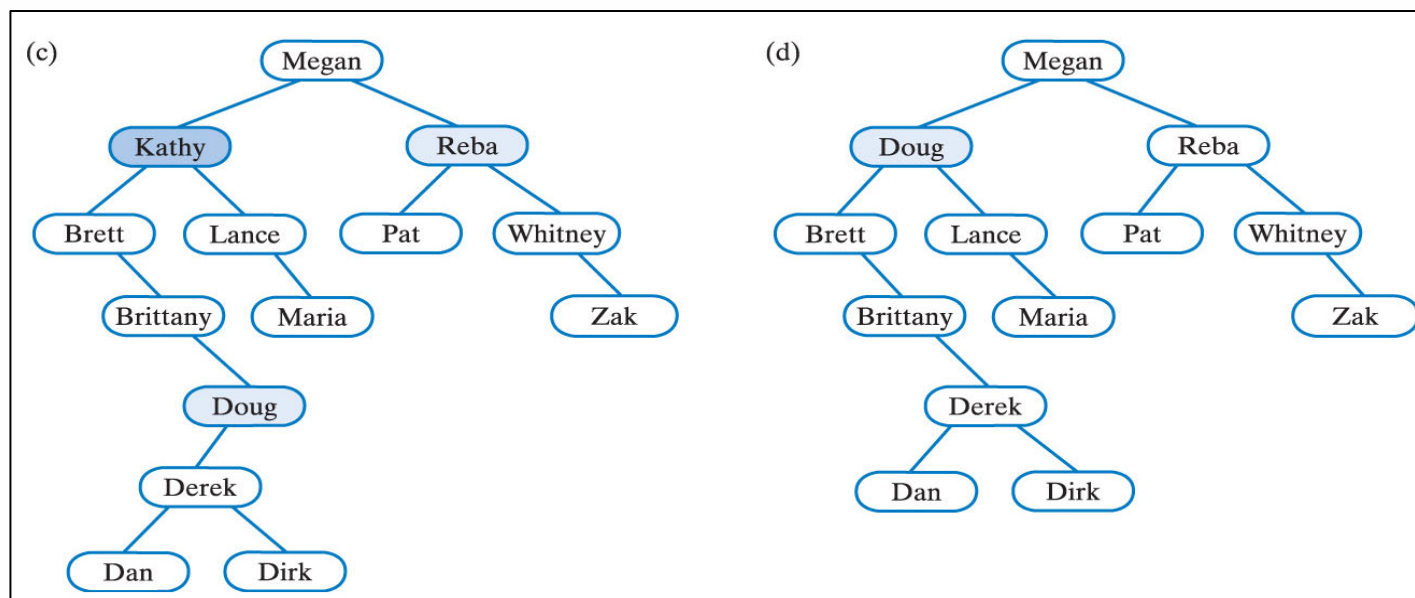 (c)
Megan
Kathy
Reba
Brett
Lance
Pat
Whitney
Brittany
Maria
Zak
Doug
Derek
Dan
Dirk
(d)
Megan
Doug
Reba
Brett
Lance
Pat
Whitney
Brittany
Maria
Zak
Derek
Dan
Dirk